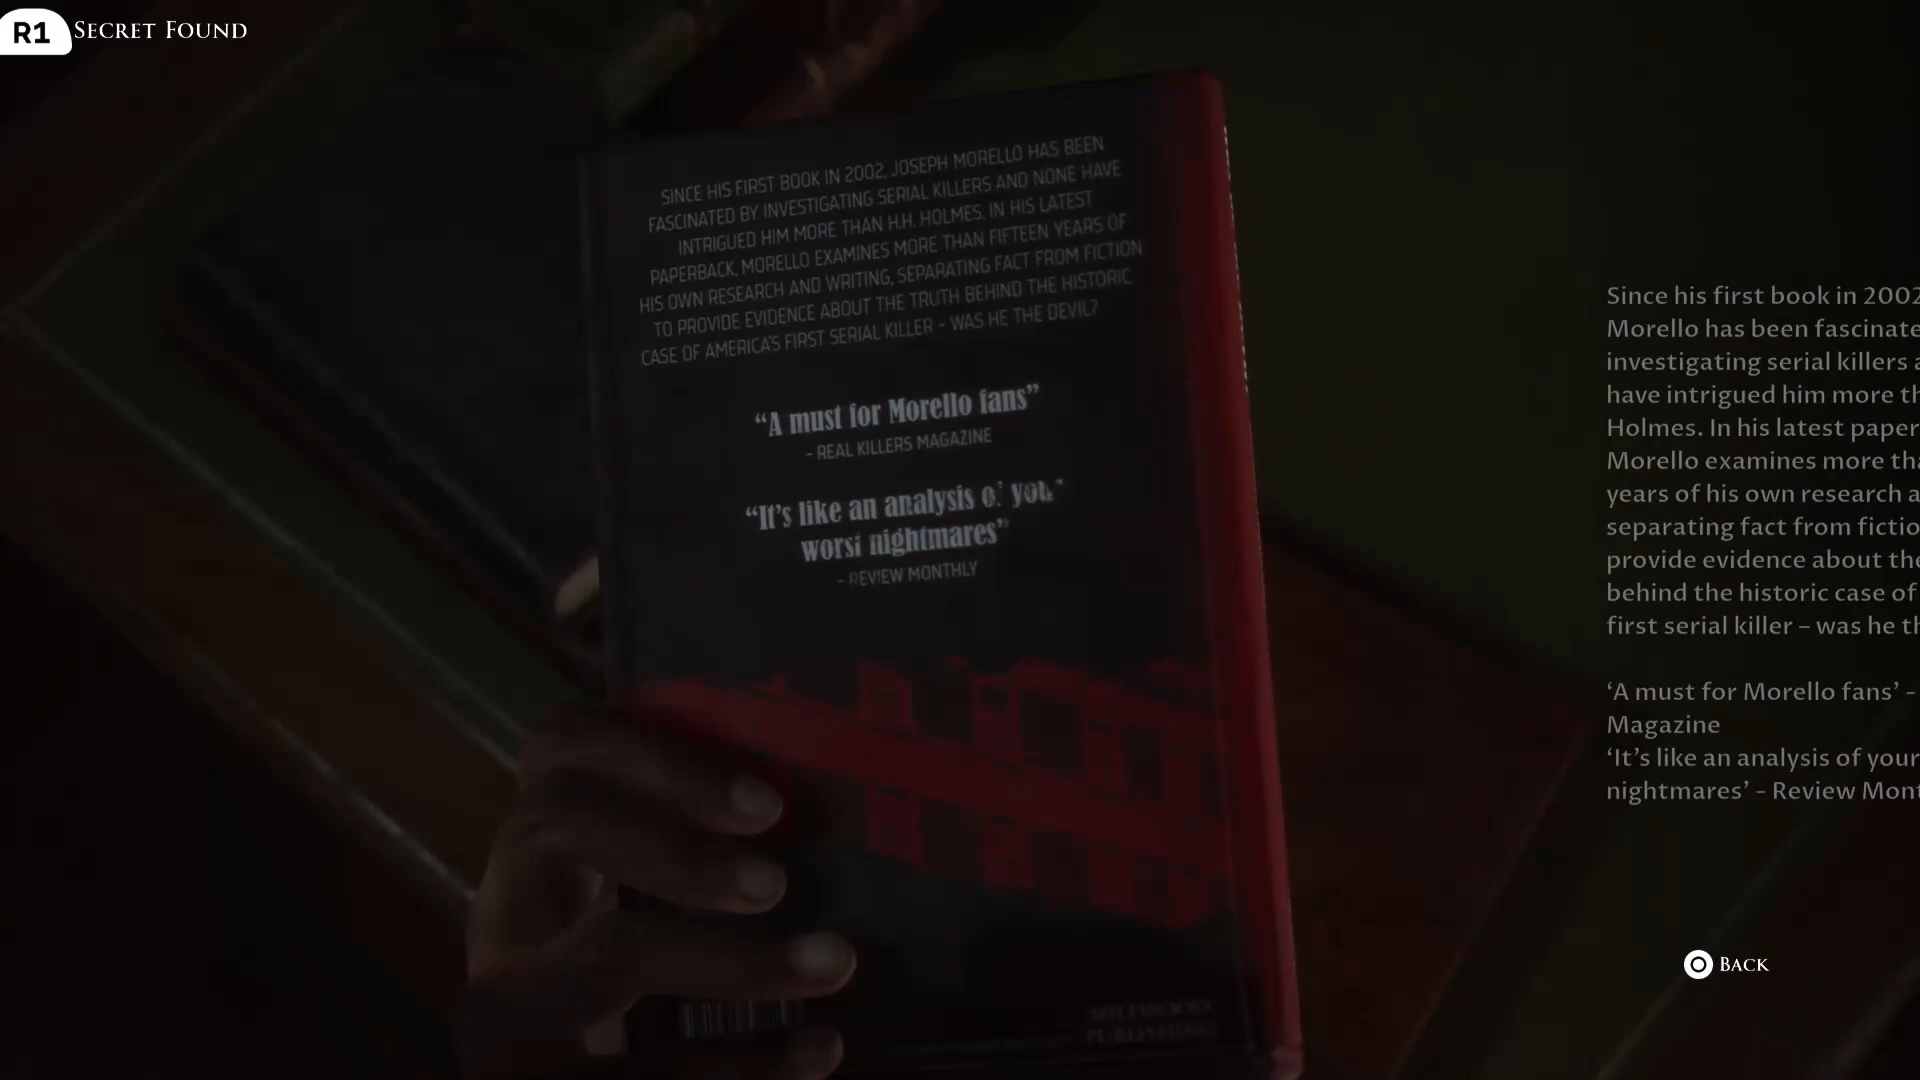 R1 SECRET FOUND
SINCE HIS FIRST BOOK IN 2002, JOSEPH MORELLO HAS BEEN
FASCINATED BY INVESTIGATING SERIAL KILLERS AND NONE HAVE
INTRIGUED HIM MORE THAN H.H. HOLMES. IN HIS LATEST
PAPERBACK, MORELLO EXAMINES MORE THAN FIFTEEN YEARS OF
HIS OWN RESEARCH AND WRITING, SEPARATING FACT FROM FICTION
TO PROVIDE EVIDENCE ABOUT THE TRUTH BEHIND THE HISTORIC
CASE OF AMERICA'S FIRST SERIAL KILLER - WAS HE THE DEVIL?
“A must for Morello fans”
- REAL KILLERS MAGAZINE
“It's like an analysis of your
worst nightmares”
- REVIEW MONTHLY
MILLWOOD
PUBLISHING
Since his first book in 2002
Morello has been fascinate
investigating serial killers a
have intrigued him more th
Holmes. In his latest paper
Morello examines more tha
years of his own research a
separating fact from fictio
provide evidence about the
behind the historic case of
first serial killer – was he th
‘A must for Morello fans’ -
Magazine
‘It’s like an analysis of your
nightmares’ - Review Mont
BACK